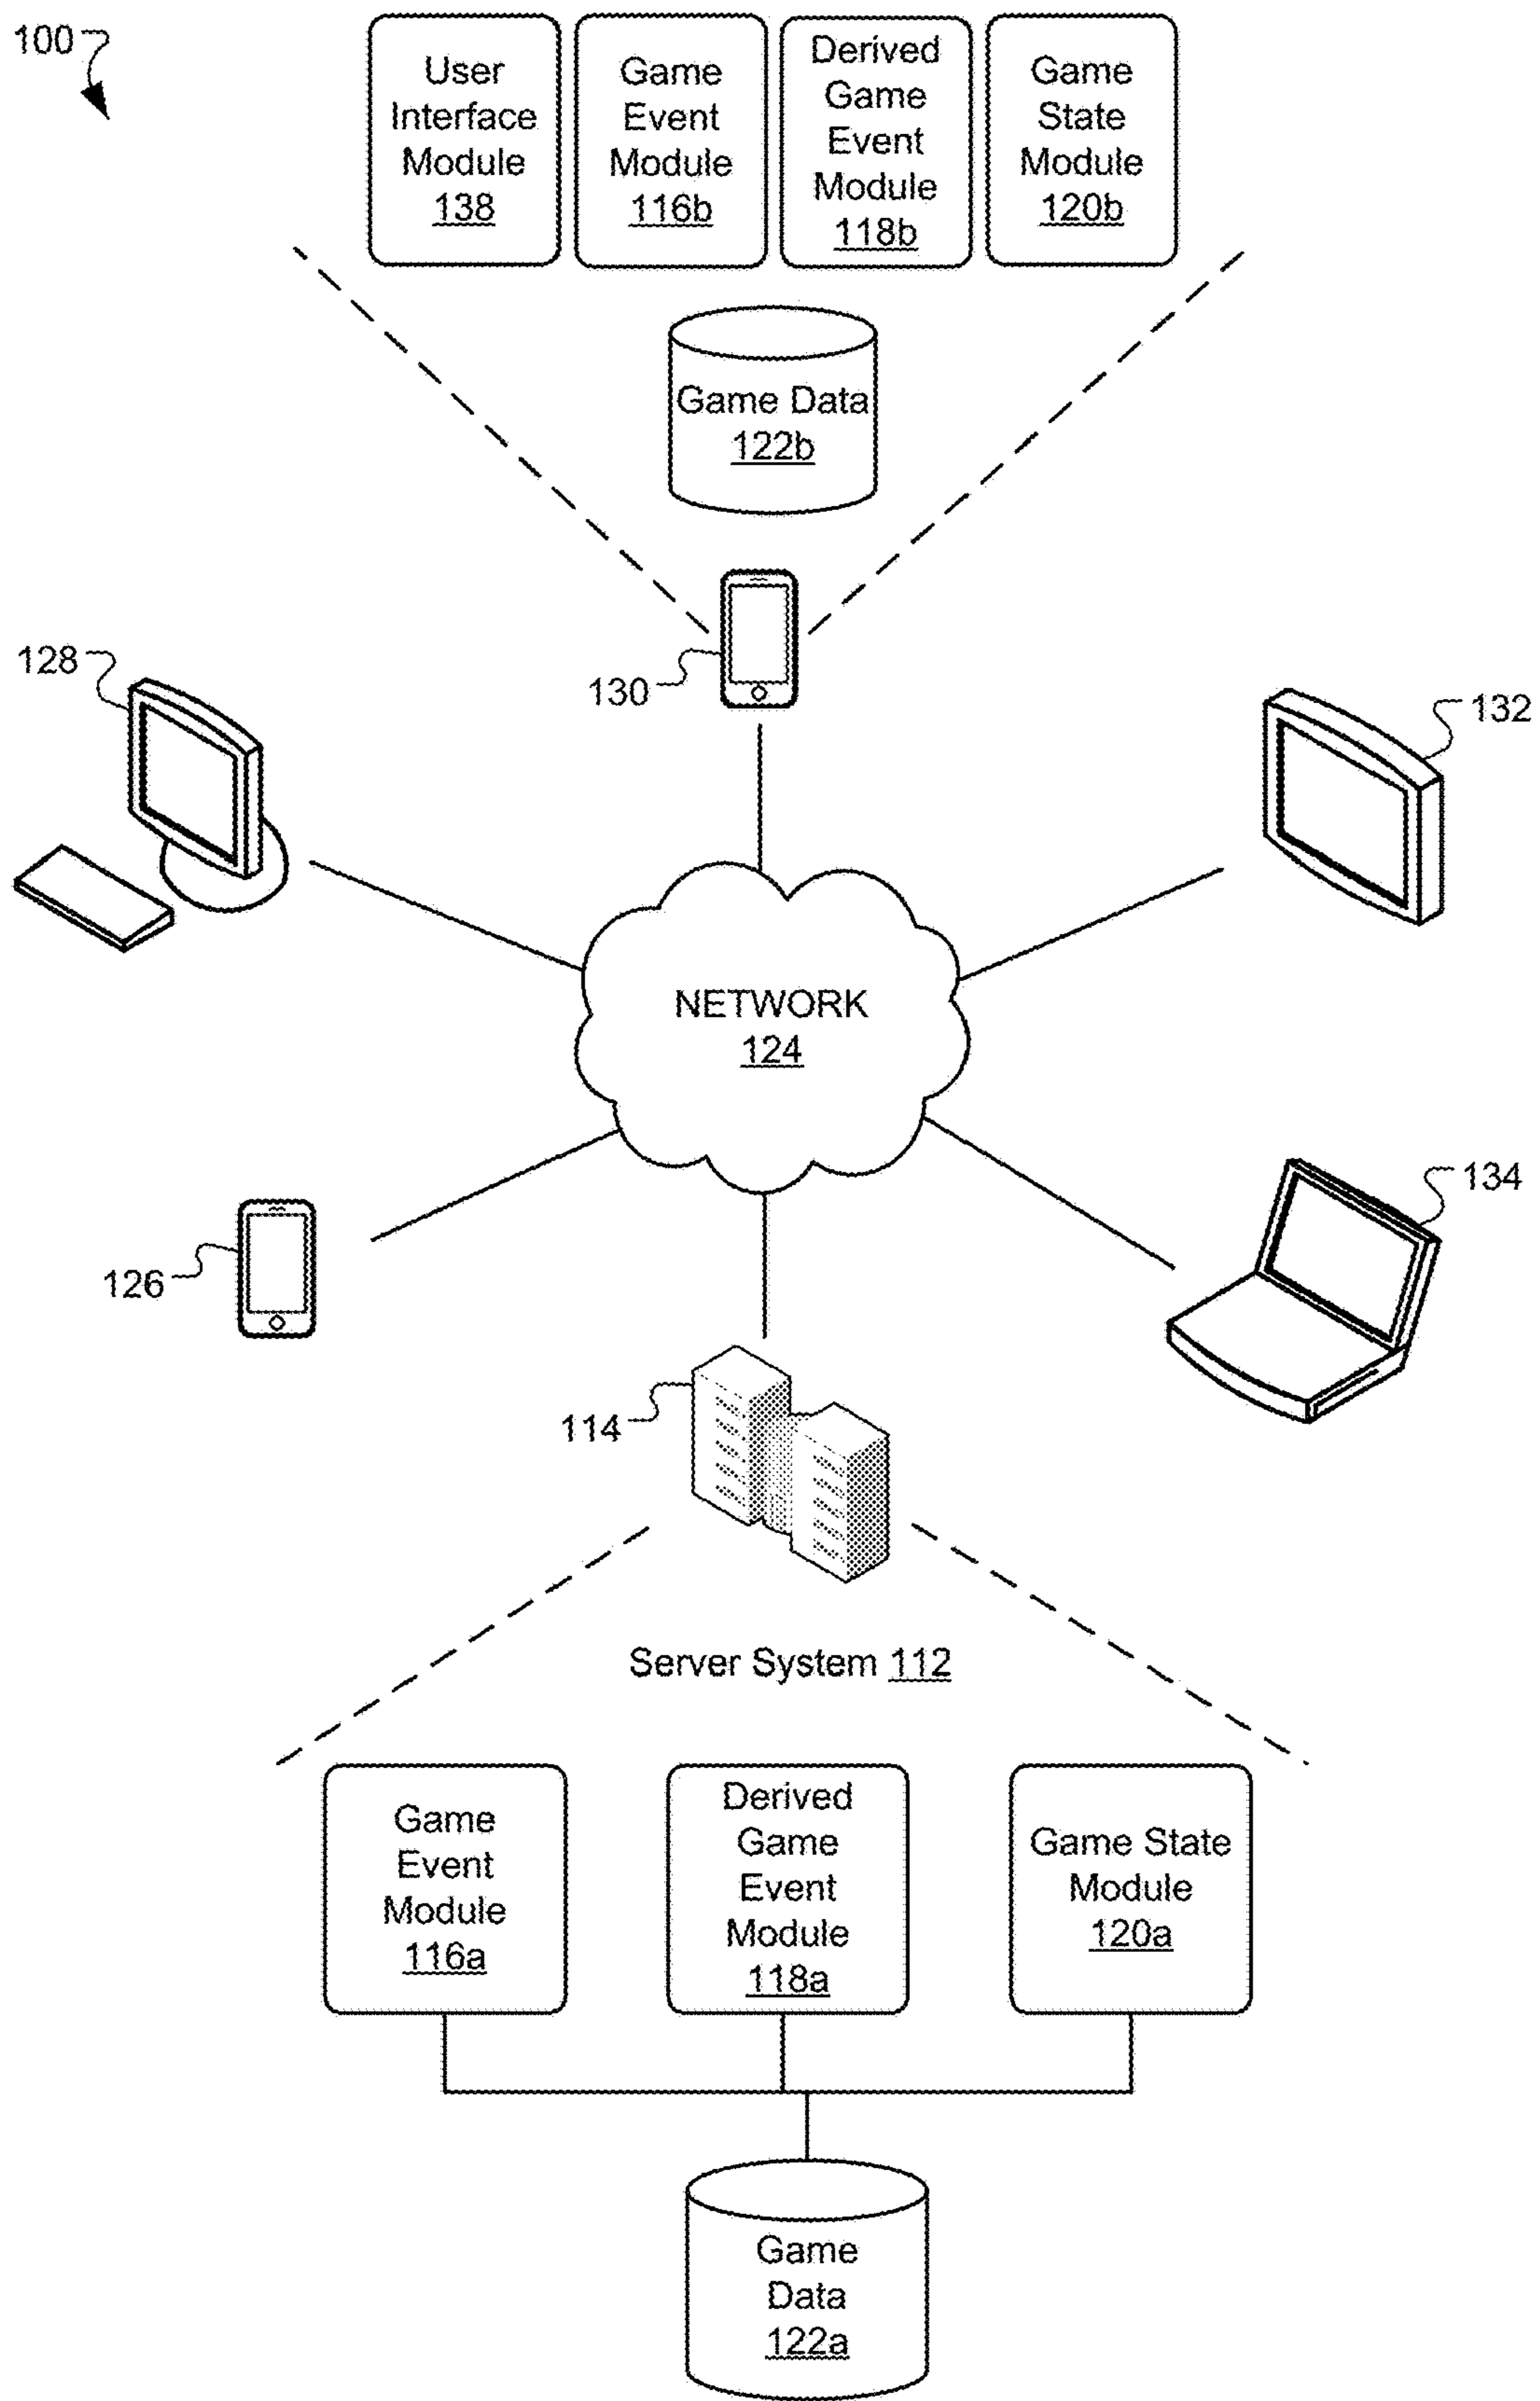 100
User
Interface
Module
138
Game
Event
Module
116b
Derived
Game
Event
Module
118b
Game
State
Module
120b
Game Data
122b
128
130
132
NETWORK
124
126
134
114
Server System 112
Game
Event
Module
116a
Derived
Game
Event
Module
118a
Game State
Module
120a
Game
Data
122a